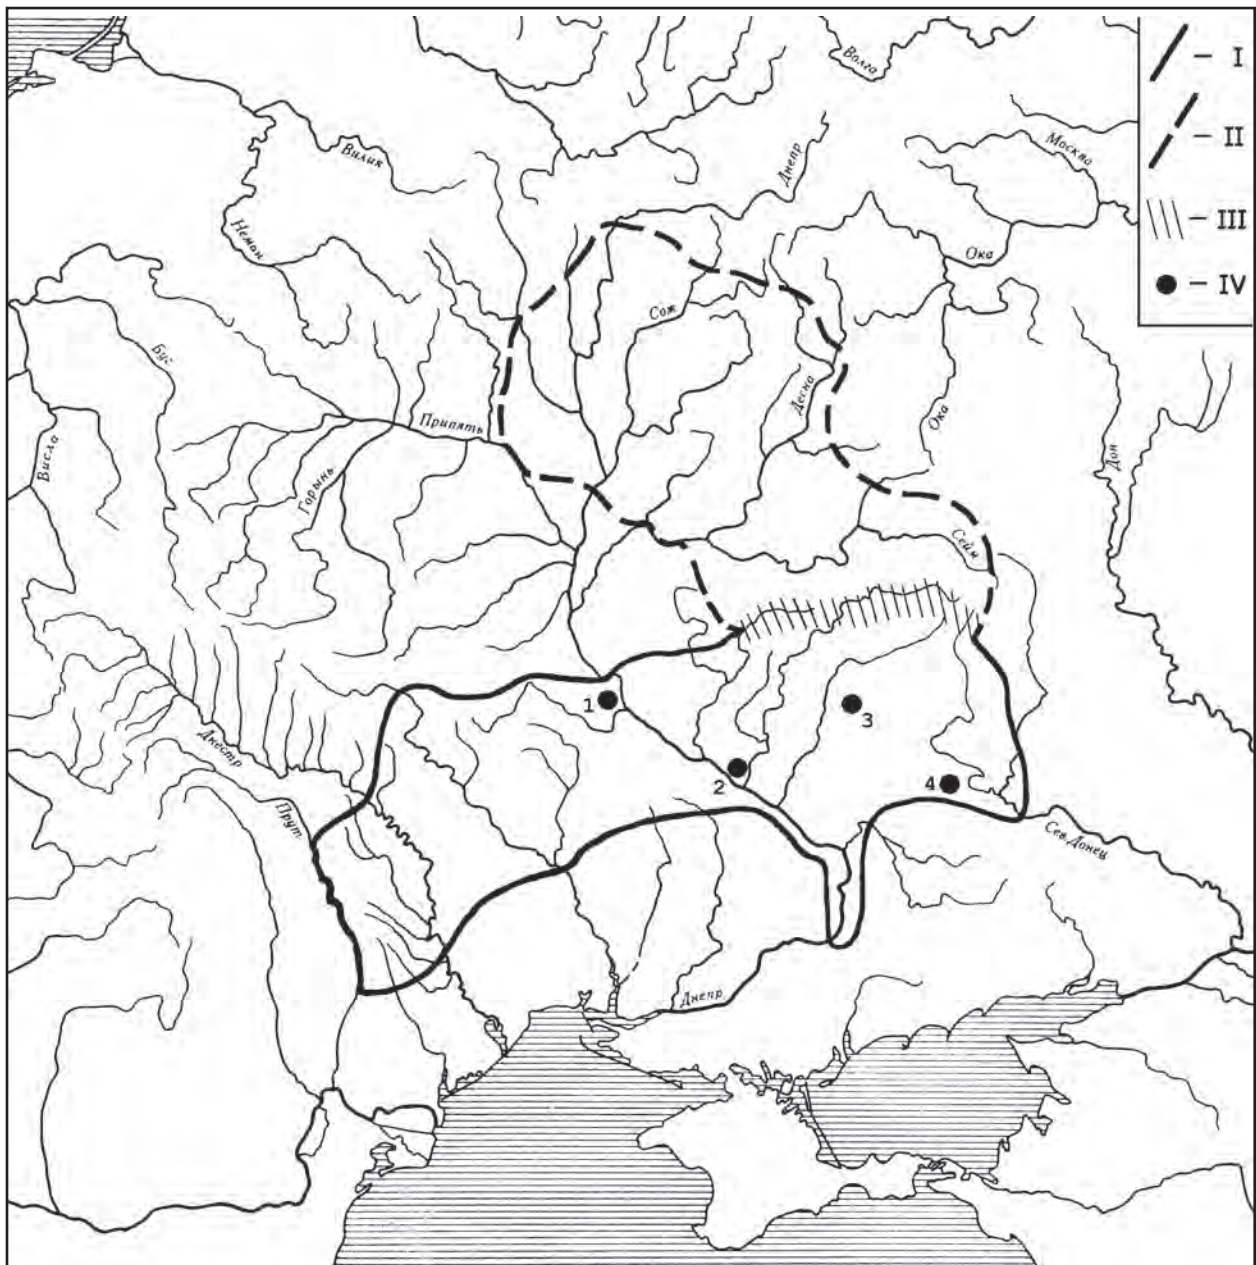 – I
– II
– III
– IV
Волга
Москва
Днепр
Вилия
Неман
Ока
Сож
Буг
Десна
Ока
Дон
Припять
Висла
Горынь
Сейм
1
3
Днестр
2
4
Прут
Сев. Донец
Днепр